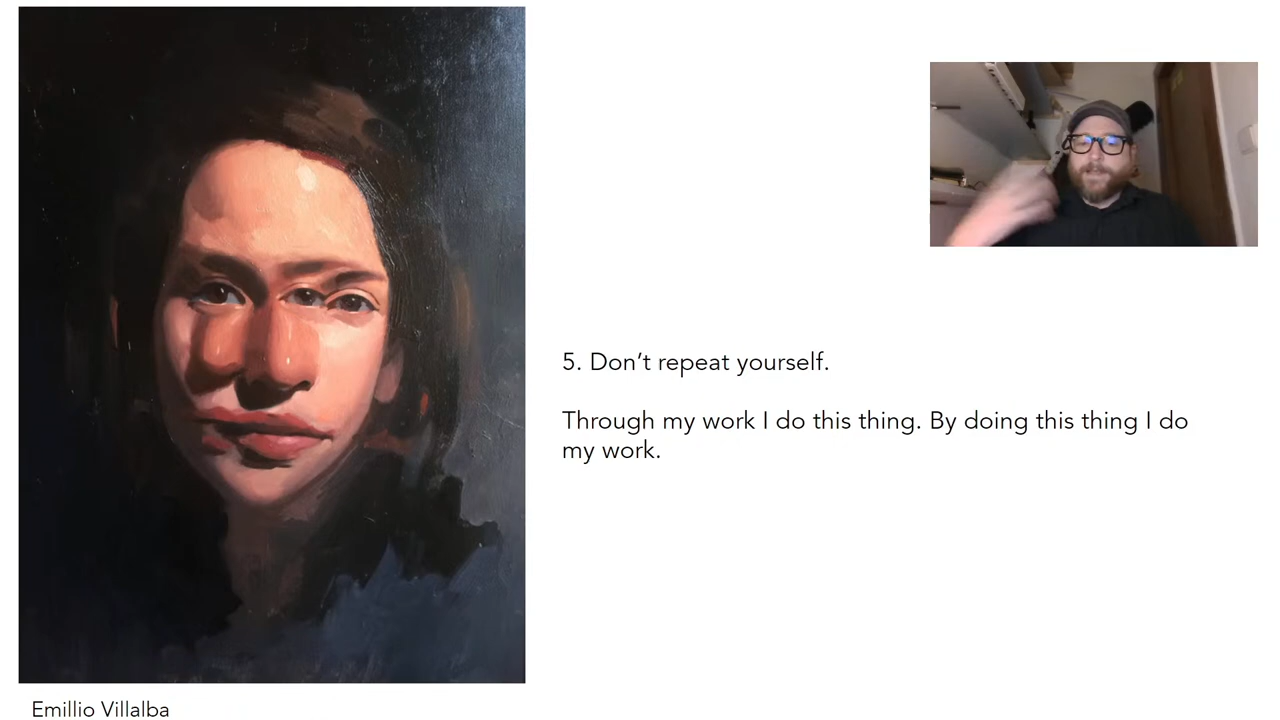 5. Don't repeat yourself.
Through my work I do this thing. By doing this thing I do
my work.
Emillio Villalba